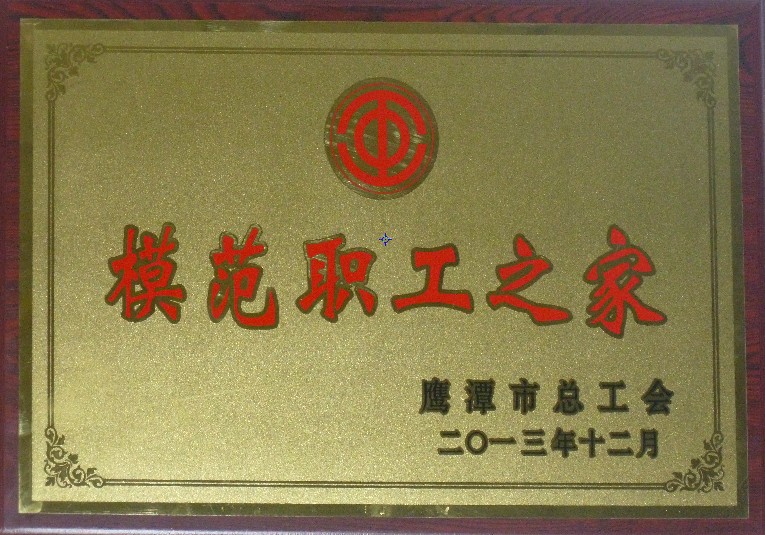 模范职工之家
鹰潭市总工会
二〇一三年十二月